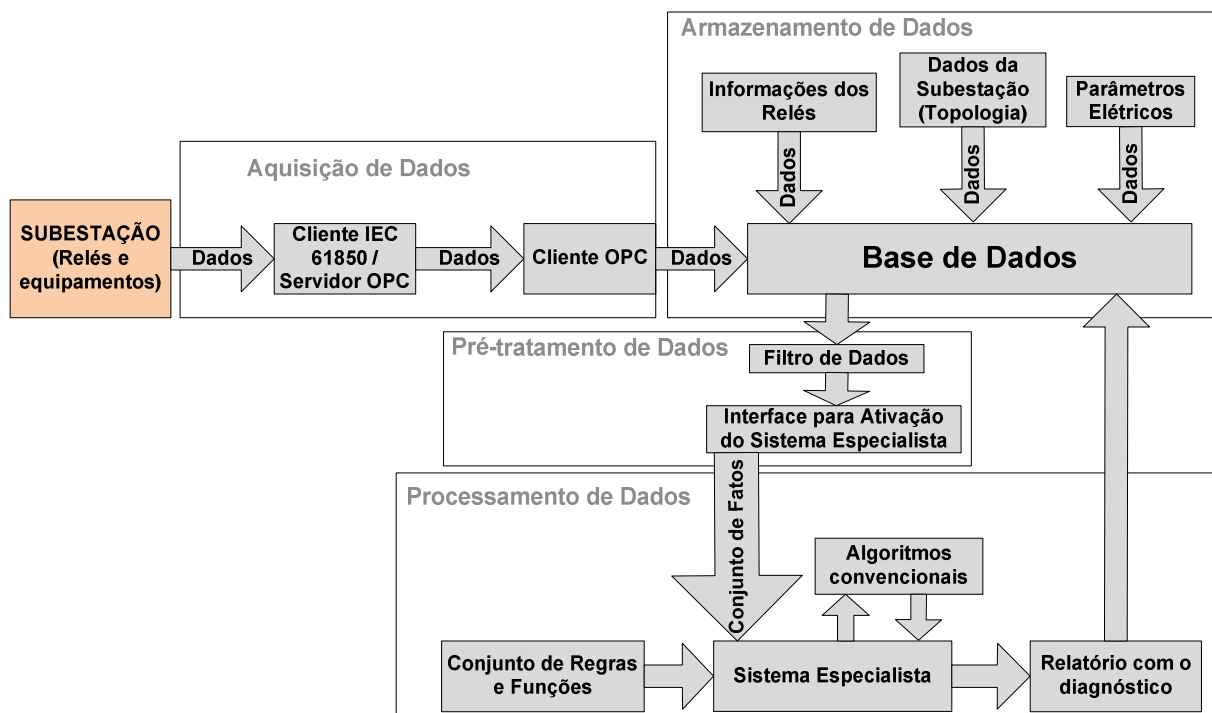 Armazenamento de Dados
Informações dos
Relés
Dados da
Subestação
(Topologia)
Parâmetros
Elétricos
Dados
Dados
Dados
Aquisição de Dados
SUBESTAÇÃO
(Relés e
equipamentos)
Dados
Cliente IEC
61850 /
Servidor OPC
Dados
Cliente OPC
Dados
Base de Dados
Pré-tratamento de Dados
Filtro de Dados
Interface para Ativação
do Sistema Especialista
Processamento de Dados
Conjunto de Fatos
Algoritmos
convencionais
Conjunto de Regras
e Funções
Sistema Especialista
Relatório com o
diagnóstico